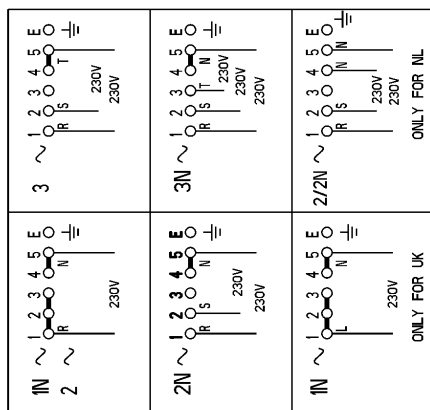 1N ~ 1 2 3 4 5 E
2 ~ R N
230V
3 ~ 1 2 3 4 5 E
R S T
230V
230V
2N ~ 1 2 3 4 5 E
R S N
230V
230V
3N ~ 1 2 3 4 5 E
R S T N
230V
230V
230V
1N ~ 1 2 3 4 5 E
L N
230V
ONLY FOR UK
2/2N ~ 1 2 3 4 5 E
R S N N
230V
230V
ONLY FOR NL